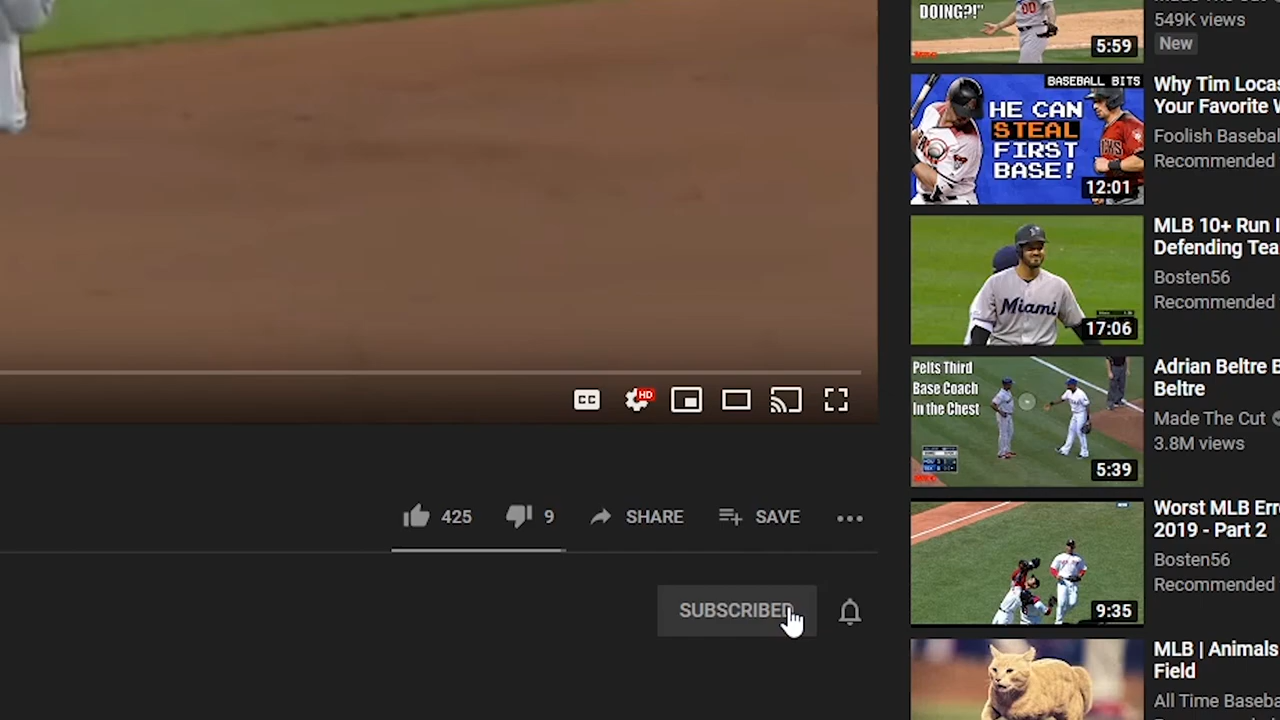 DOING?!"
5:59
549K views
New
BASEBALL BITS
HE CAN
STEAL
FIRST
BASE!
12:01
Why Tim Locas
Your Favorite
Foolish Baseba
Recommended
Miami
17:06
MLB 10+ Run
Defending Tea
Bosten56
Recommended
Pelts Third
Base Coach
In the Chest
5:39
Adrian Beltre
Beltre
Made The Cut
3.8M views
CC
HD
425
9
SHARE
SAVE
9:35
Worst MLB Err
2019 - Part 2
Bosten56
Recommended
SUBSCRIBED
MLB | Animals
Field
All Time Baseba